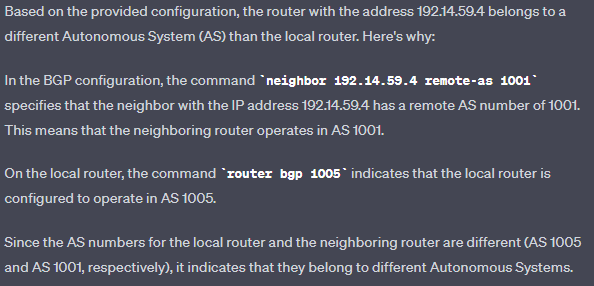 Based on the provided configuration, the router with the address 192.14.59.4 belongs to a
different Autonomous System (AS) than the local router. Here's why:
In the BGP configuration, the command `neighbor 192.14.59.4 remote-as 1001`
specifies that the neighbor with the IP address 192.14.59.4 has a remote AS number of 1001.
This means that the neighboring router operates in AS 1001.
On the local router, the command `router bgp 1005` indicates that the local router is
configured to operate in AS 1005.
Since the AS numbers for the local router and the neighboring router are different (AS 1005
and AS 1001, respectively), it indicates that they belong to different Autonomous Systems.